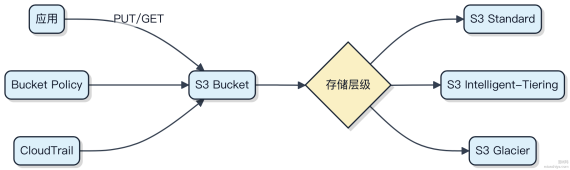 应用
PUT/GET
S3 Standard
Bucket Policy
S3 Bucket
存储层级
S3 Intelligent-Tiering
CloudTrail
S3 Glacier